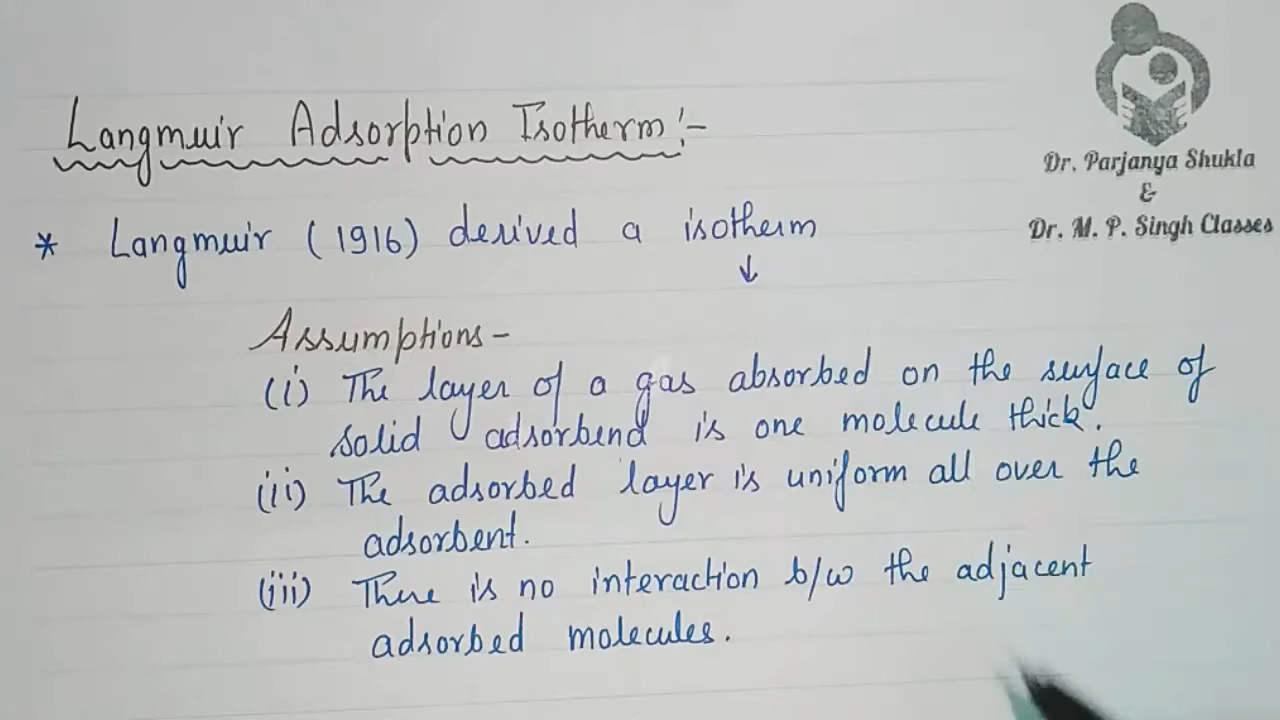 Langmuir Adsorption Isotherm :-
* Langmuir (1916) derived a isotherm
↓
Assumptions -
(i) The layer of a gas absorbed on the surface of
solid adsorbend is one molecule thick.
(ii) The adsorbed layer is uniform all over the
adsorbent.
(iii) There is no interaction b/w the adjacent
adsorbed molecules.
Dr. Parjanya Shukla
&
Dr. M. P. Singh Classes